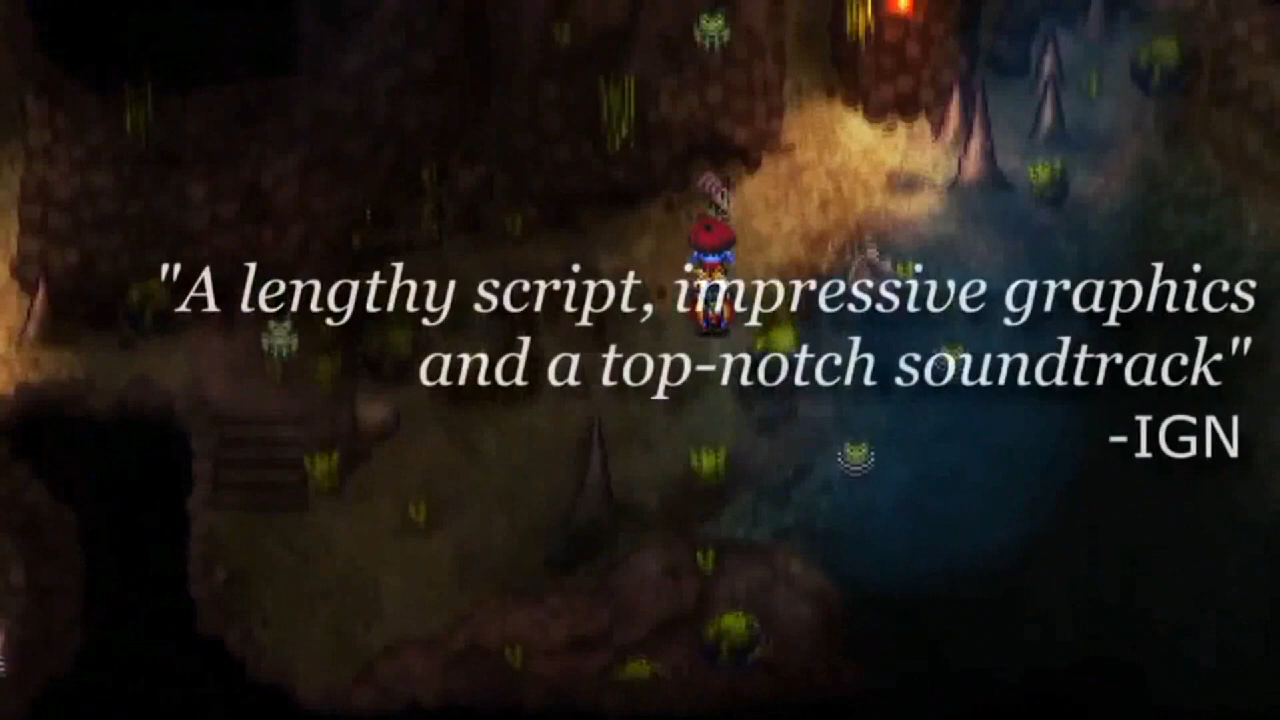 "A lengthy script, impressive graphics
and a top-notch soundtrack"
-IGN